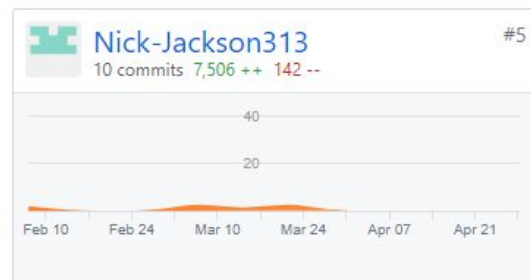 Nick-Jackson313 #5
10 commits 7,506 ++ 142 --
40
20
Feb 10 Feb 24 Mar 10 Mar 24 Apr 07 Apr 21